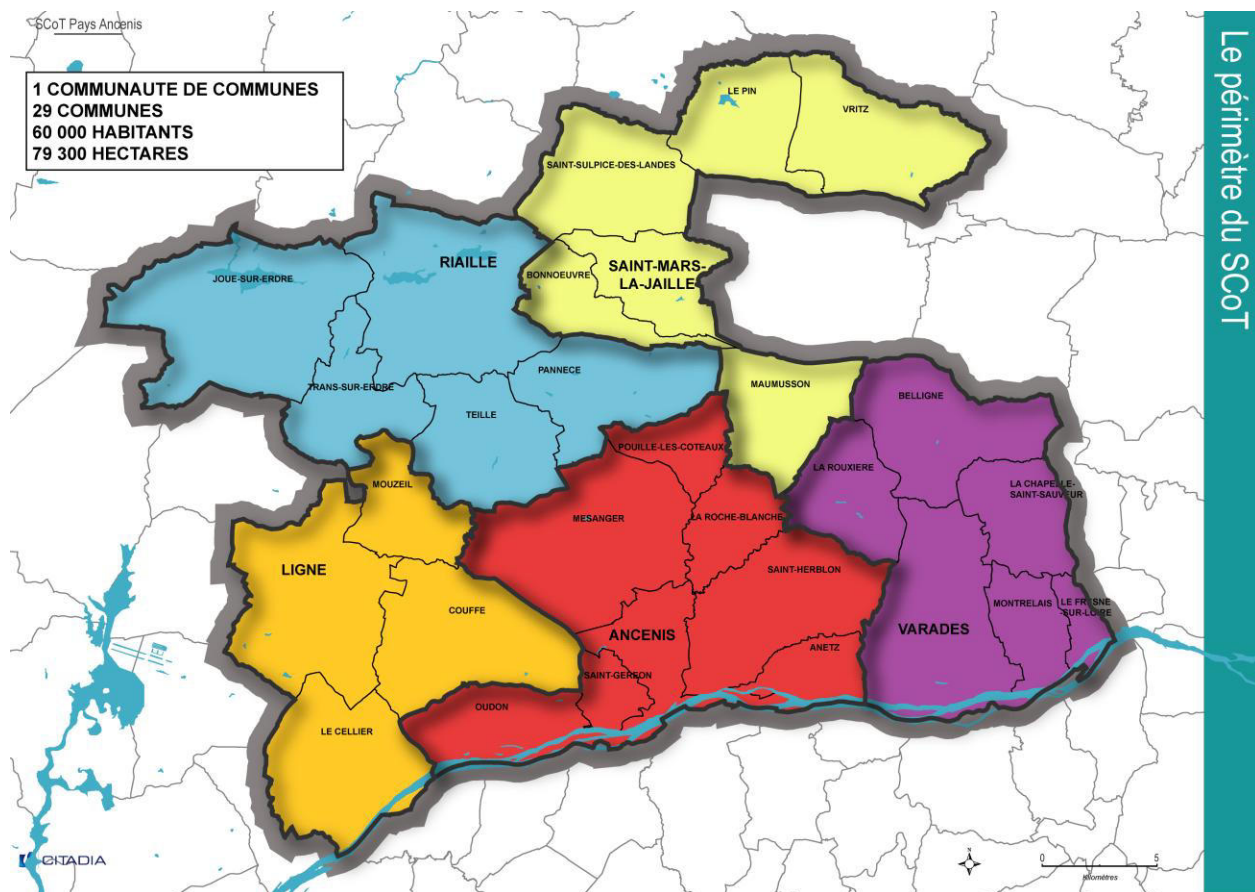 SCoT Pays Ancenis
Le périmètre du SCoT
1 COMMUNAUTE DE COMMUNES
29 COMMUNES
60 000 HABITANTS
79 300 HECTARES
LE PIN
VRITZ
SAINT-SULPICE-DES-LANDES
RIAILLE
JOUE-SUR-ERDRE
BONNOEUVRE
SAINT-MARS-
LA-JAILLE
PANNECE
TRANS-SUR-ERDRE
TEILLE
MAUMUSSON
BELLIGNE
POUILLE-LES-COTEAUX
LA ROUXIERE
MOUZEIL
LA CHAPELLE-
SAINT-SAUVEUR
MESANGER
LA ROCHE-BLANCHE
LIGNE
SAINT-HERBLON
COUFFE
MONTRELAIS
LE FRESNE
-SUR-LOIRE
ANCENIS
VARADES
ANETZ
SAINT-GEREON
OUDON
LE CELLIER
CITADIA
N
0 5
Kilomètres